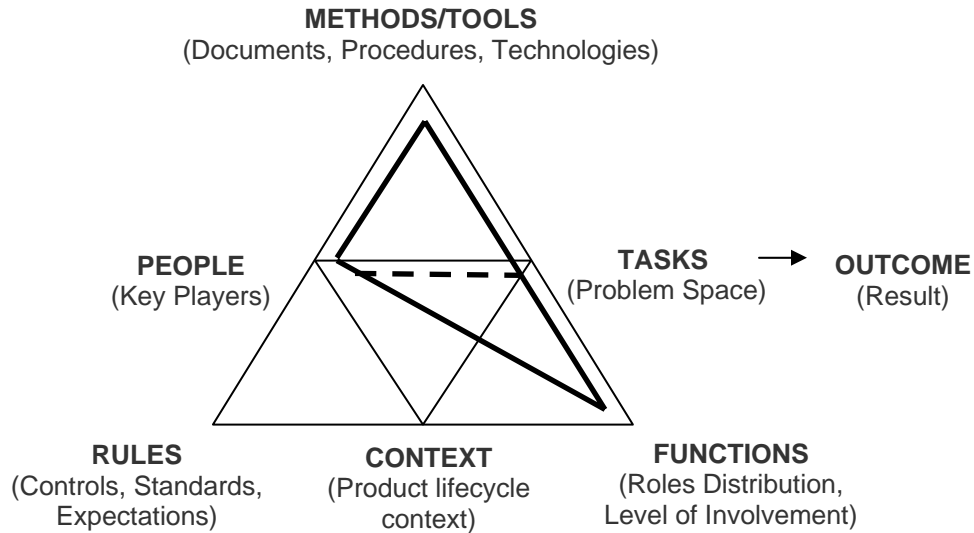 METHODS/TOOLS
(Documents, Procedures, Technologies)
PEOPLE
(Key Players)
TASKS
(Problem Space)
OUTCOME
(Result)
RULES
(Controls, Standards,
Expectations)
CONTEXT
(Product lifecycle
context)
FUNCTIONS
(Roles Distribution,
Level of Involvement)